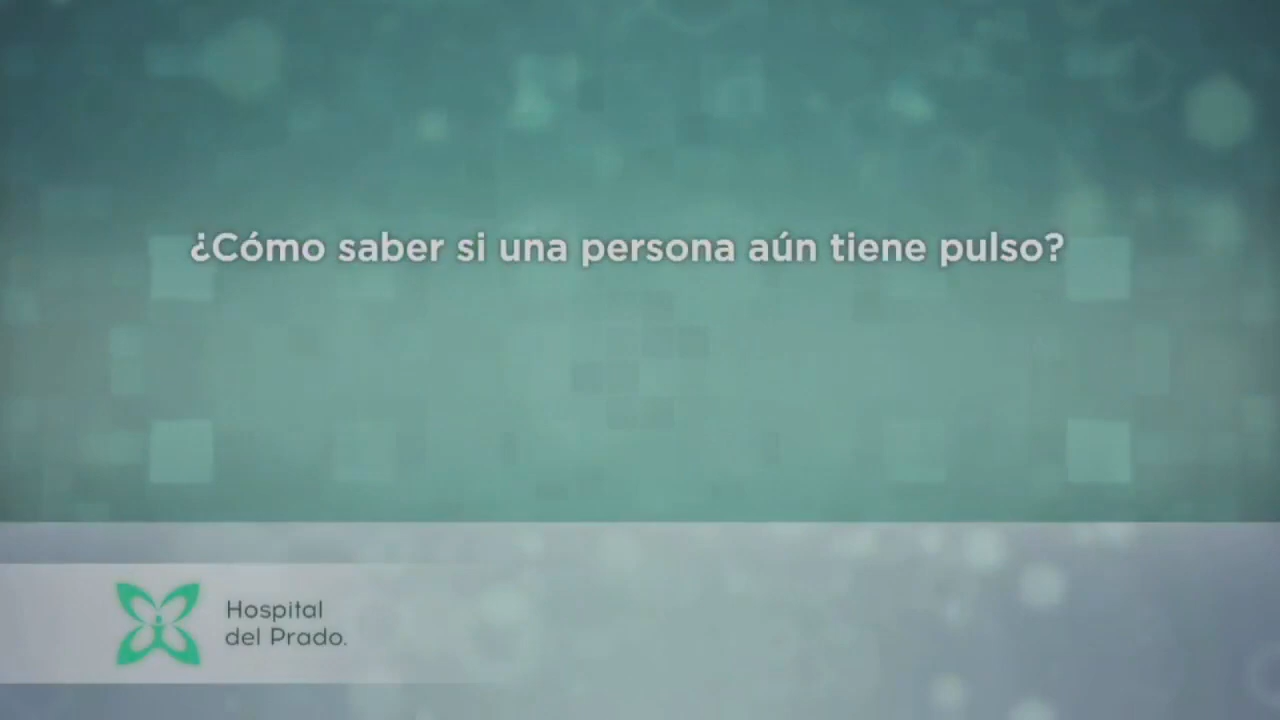 ¿Cómo saber si una persona aún tiene pulso?
Hospital
del Prado.